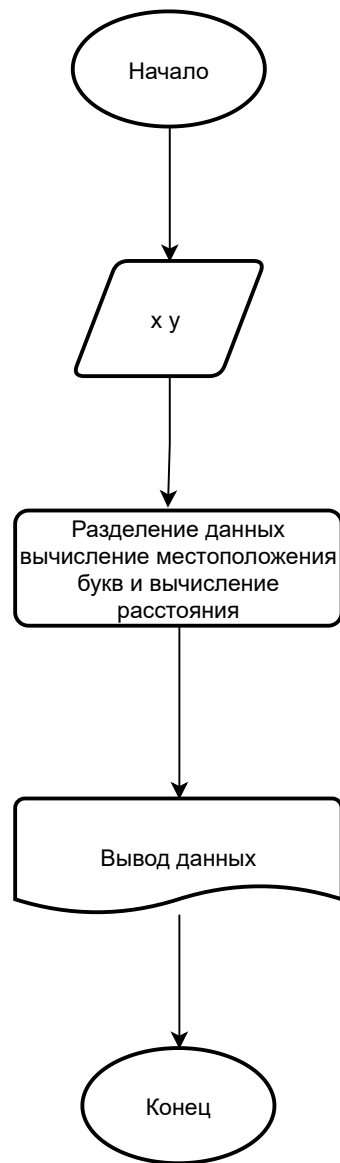 Начало
x y
Разделение данных
вычисление местоположения
букв и вычисление
расстояния
Вывод данных
Конец